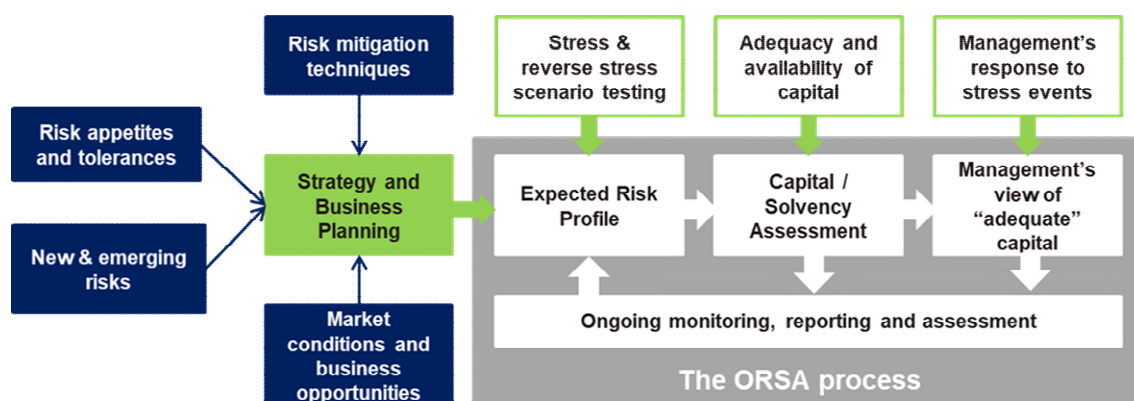 Risk mitigation
techniques
Stress &
reverse stress
scenario testing
Adequacy and
availability of
capital
Management's
response to
stress events
Risk appetites
and tolerances
Strategy and
Business
Planning
Expected Risk
Profile
Capital /
Solvency
Assessment
Management's
view of
“adequate”
capital
New & emerging
risks
Market
conditions and
business
opportunities
Ongoing monitoring, reporting and assessment
The ORSA process